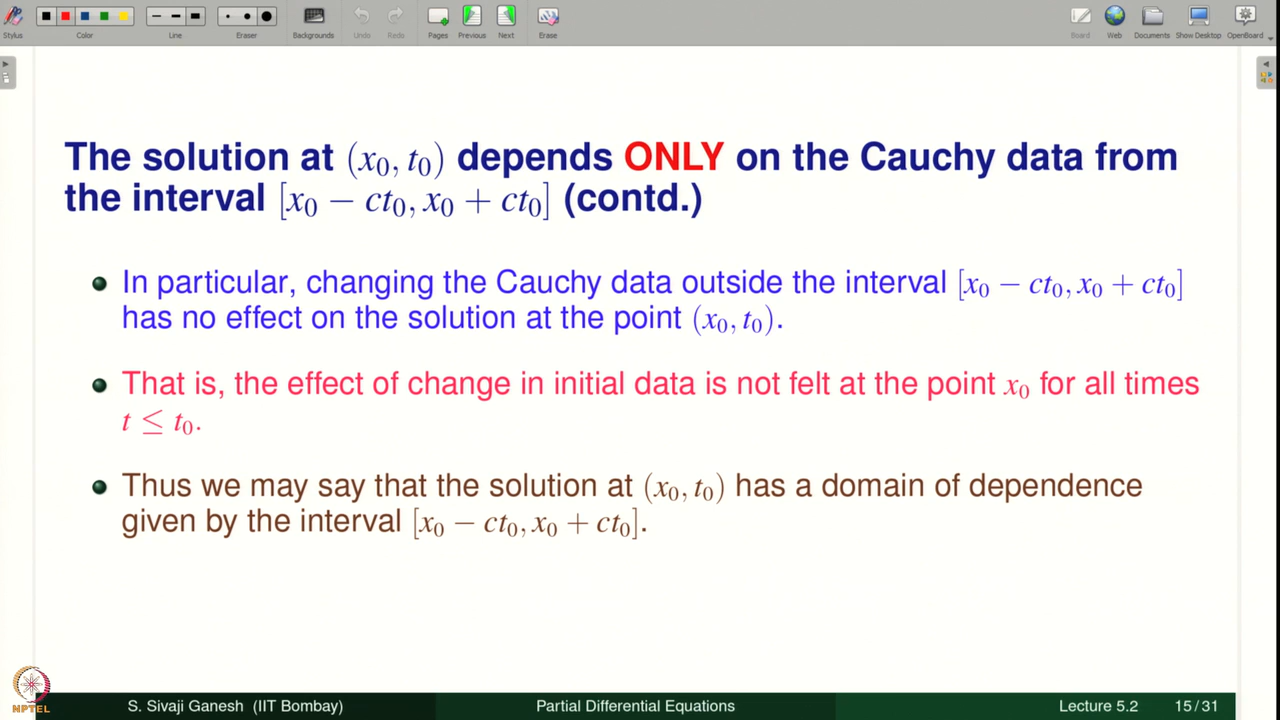 Stylus Color Line Eraser Backgrounds Undo Redo Pages Previous Next Erase Board Web Documents Show Desktop OpenBoard
The solution at (x₀, t₀) depends ONLY on the Cauchy data from
the interval [x₀ − ct₀, x₀ + ct₀] (contd.)
In particular, changing the Cauchy data outside the interval [x₀ − ct₀, x₀ + ct₀]
has no effect on the solution at the point (x₀, t₀).
That is, the effect of change in initial data is not felt at the point x₀ for all times
t ≤ t₀.
Thus we may say that the solution at (x₀, t₀) has a domain of dependence
given by the interval [x₀ − ct₀, x₀ + ct₀].
NPTEL
S. Sivaji Ganesh (IIT Bombay) Partial Differential Equations Lecture 5.2 15/31